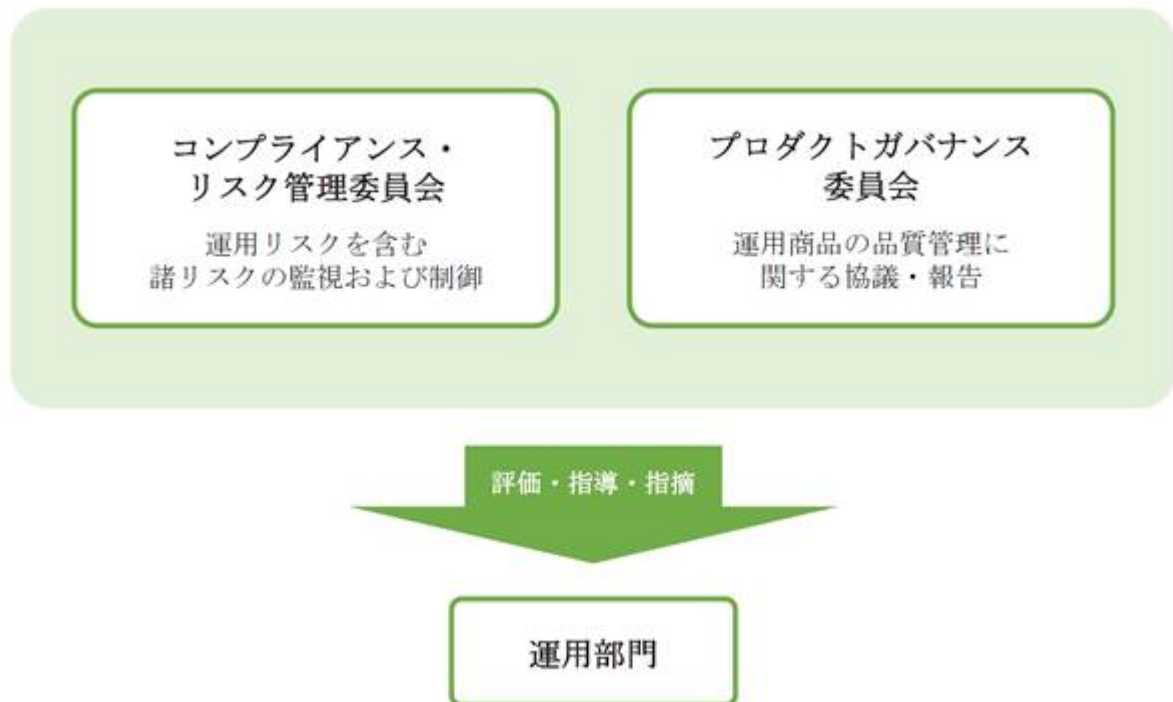 コンプライアンス・
リスク管理委員会
運用リスクを含む
諸リスクの監視および制御
プロダクトガバナンス
委員会
運用商品の品質管理に
関する協議・報告
評価・指導・指摘
運用部門